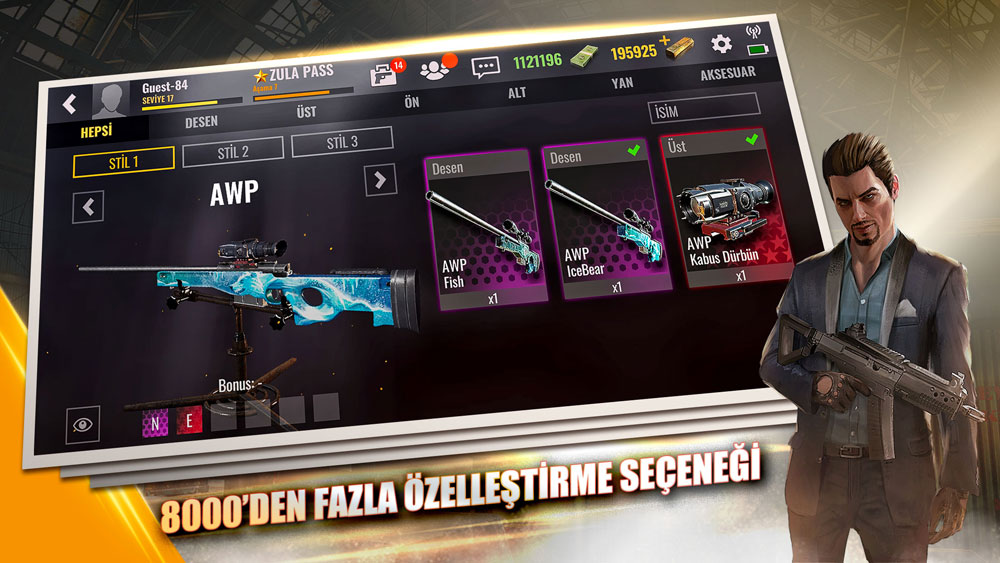 Guest-84
SEVİYE 17
ZULA PASS
Aşama 7
14
1121196
195925
HEPSİ
DESEN
ÜST
ÖN
ALT
YAN
AKSESUAR
STİL 1
STİL 2
STİL 3
İSİM
AWP
Desen
AWP
Fish
x1
Desen
AWP
IceBear
x1
Üst
AWP
Kabus Dürbün
x1
Bonus: -
N
E
8000'DEN FAZLA ÖZELLEŞTİRME SEÇENEĞİ